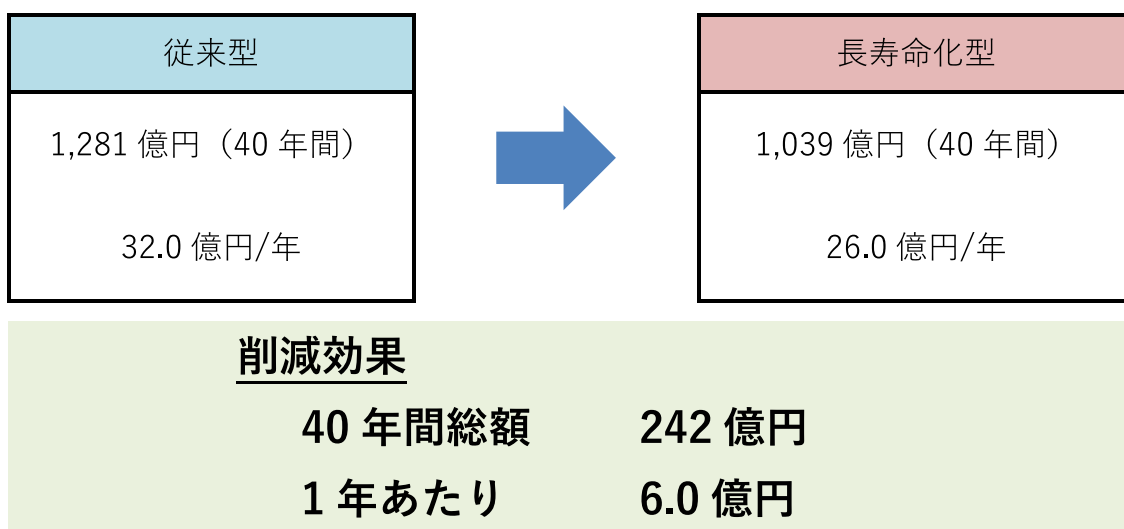 従来型
1,281 億円（40 年間）
32.0 億円/年
長寿命化型
1,039 億円（40 年間）
26.0 億円/年
削減効果
40 年間総額 242 億円
1 年あたり 6.0 億円